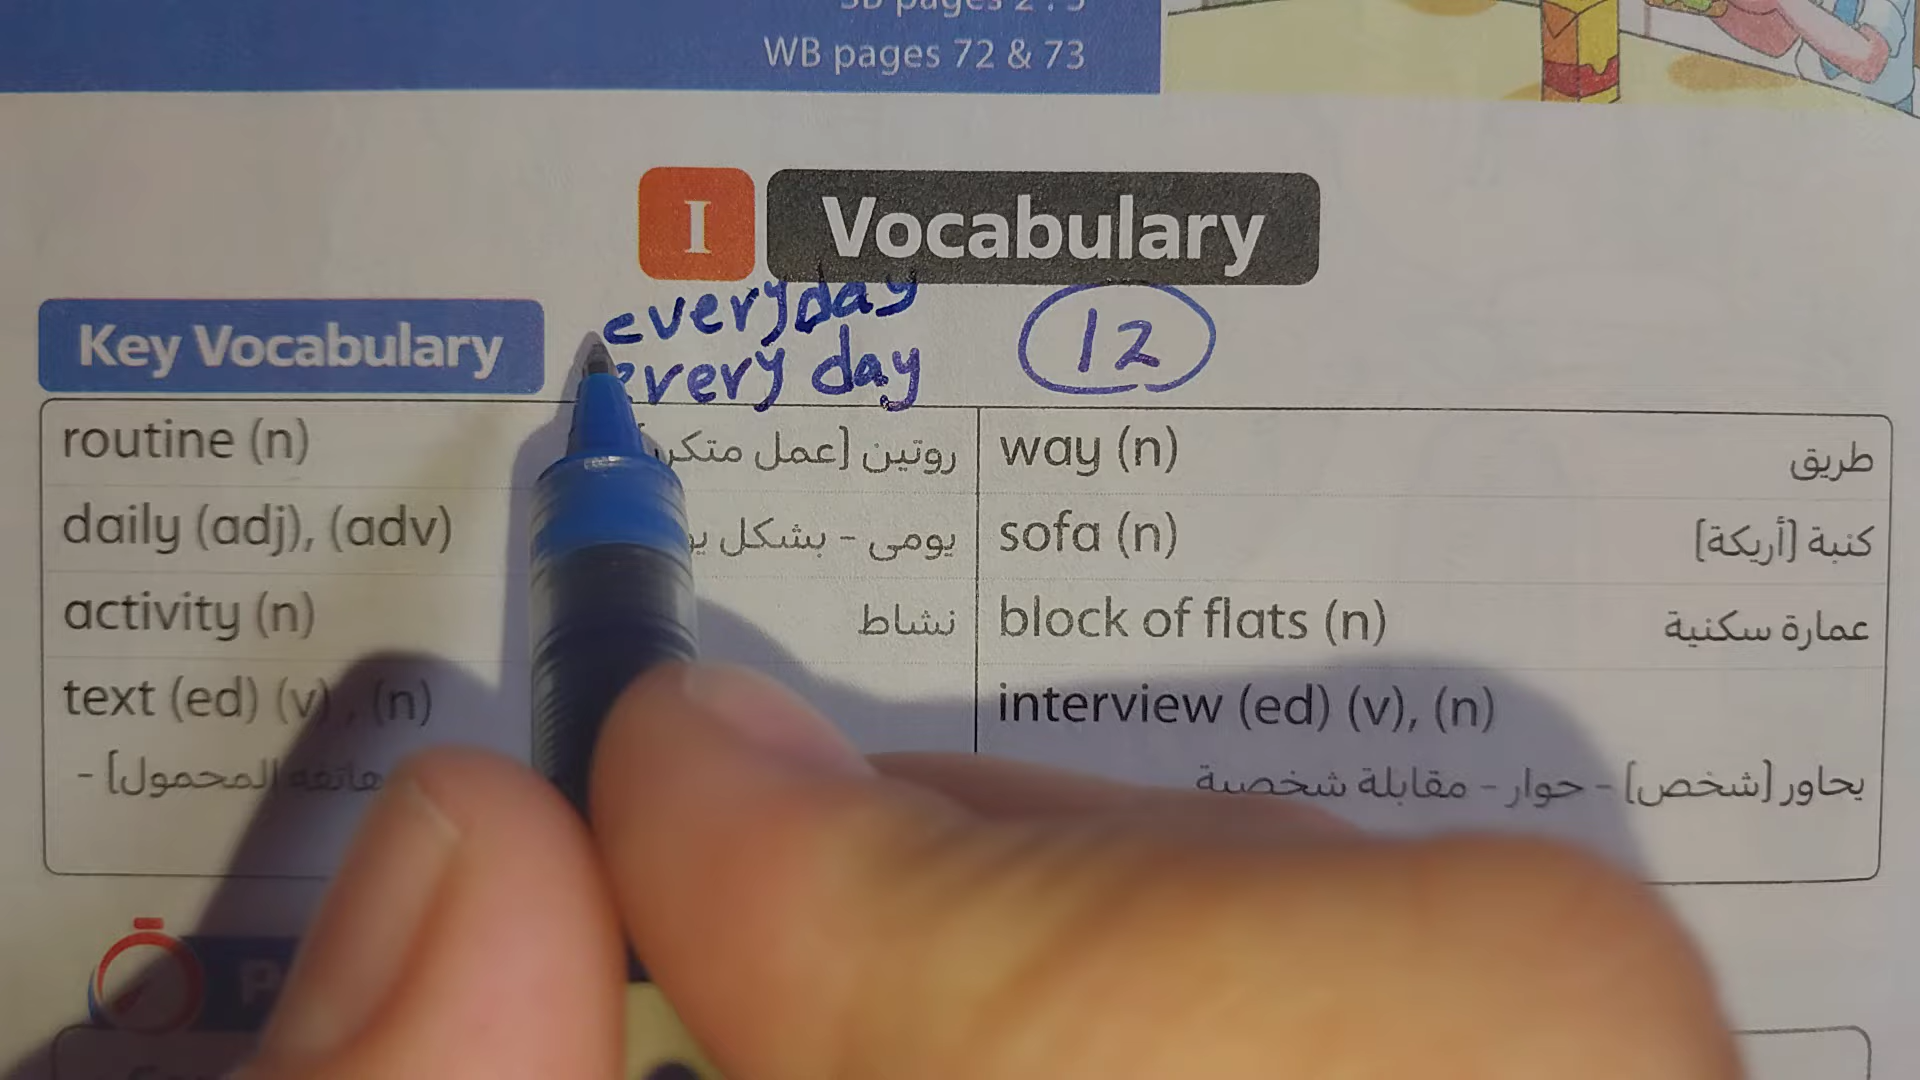 WB pages 72 & 73
I Vocabulary
Key Vocabulary
everyday
every day
12
routine (n) روتين [عمل
way (n) طريق
daily (adj), (adv) يومى - بشكل
sofa (n) كنبة [أريكة]
activity (n) نشاط
block of flats (n) عمارة سكنية
text (ed) (v), (n)
المحمول] -
interview (ed) (v), (n)
يحاور [شخص] - حوار - مقابلة شخصية